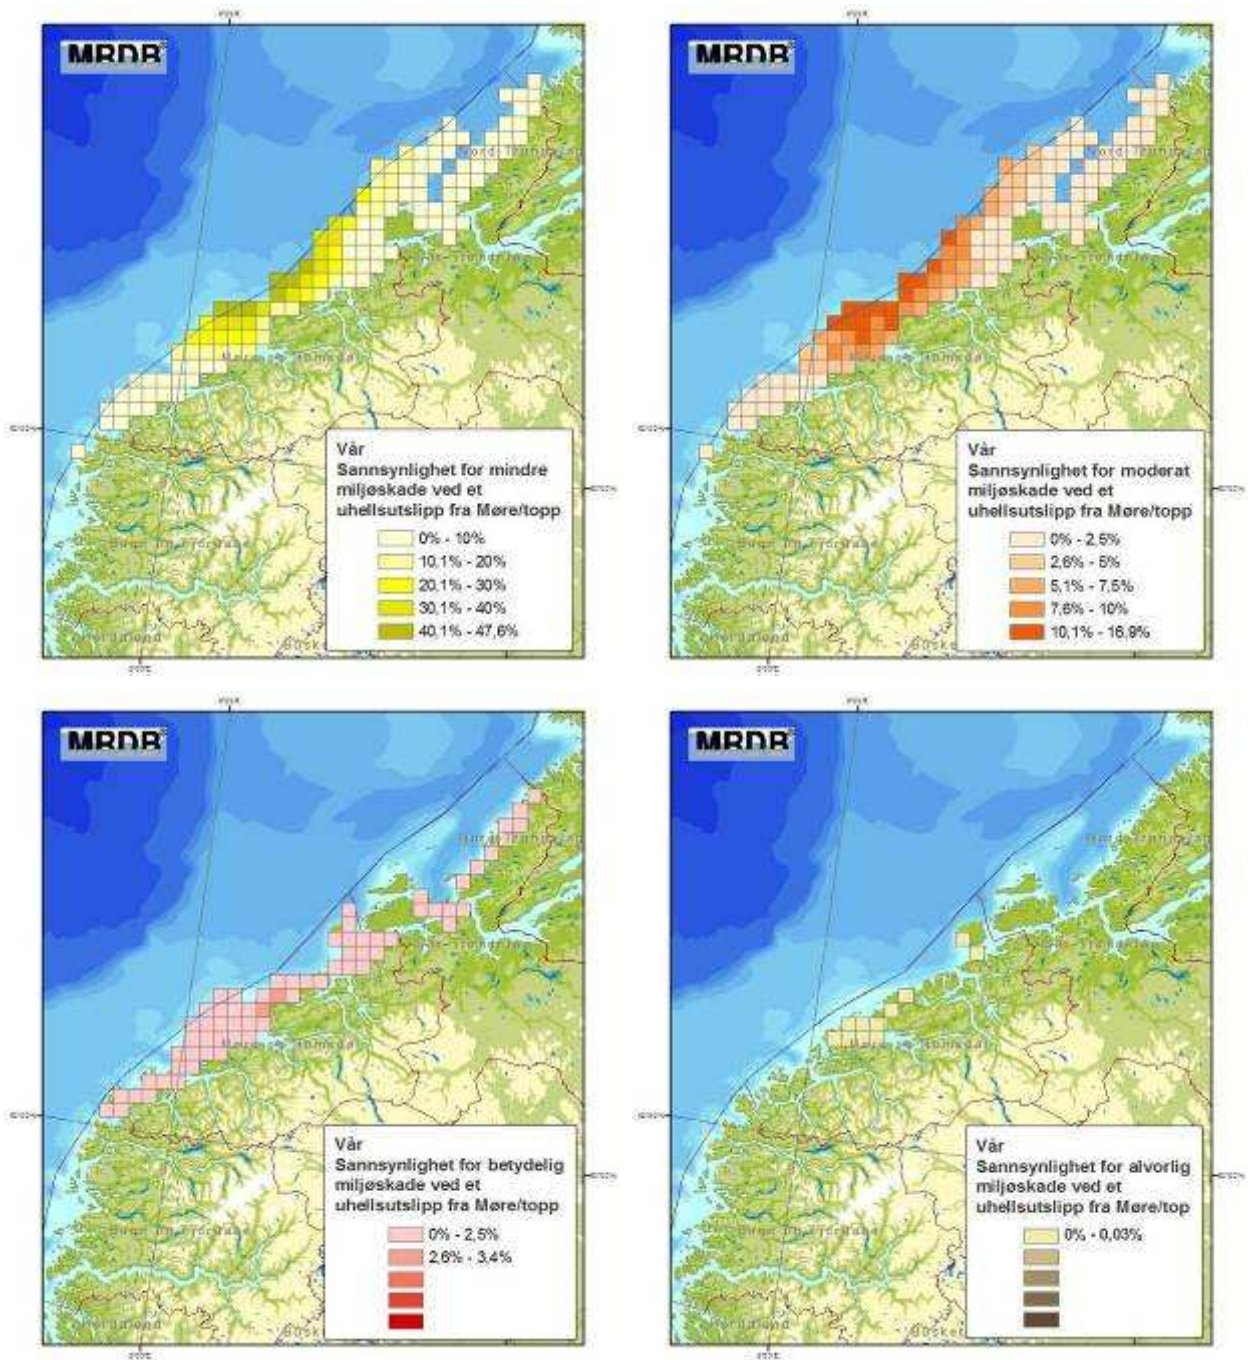 MRDB
Vår
Sannsynlighet for mindre
miljøskade ved et
uhellsutslipp fra Møre/topp
0% - 10%
10,1% - 20%
20,1% - 30%
30,1% - 40%
40,1% - 47,6%
MRDB
Vår
Sannsynlighet for moderat
miljøskade ved et
uhellsutslipp fra Møre/topp
0% - 2,5%
2,6% - 5%
5,1% - 7,5%
7,6% - 10%
10,1% - 16,9%
MRDB
Vår
Sannsynlighet for betydelig
miljøskade ved et
uhellsutslipp fra Møre/topp
0% - 2,5%
2,6% - 3,4%
MRDB
Vår
Sannsynlighet for alvorlig
miljøskade ved et
uhellsutslipp fra Møre/top
0% - 0,03%